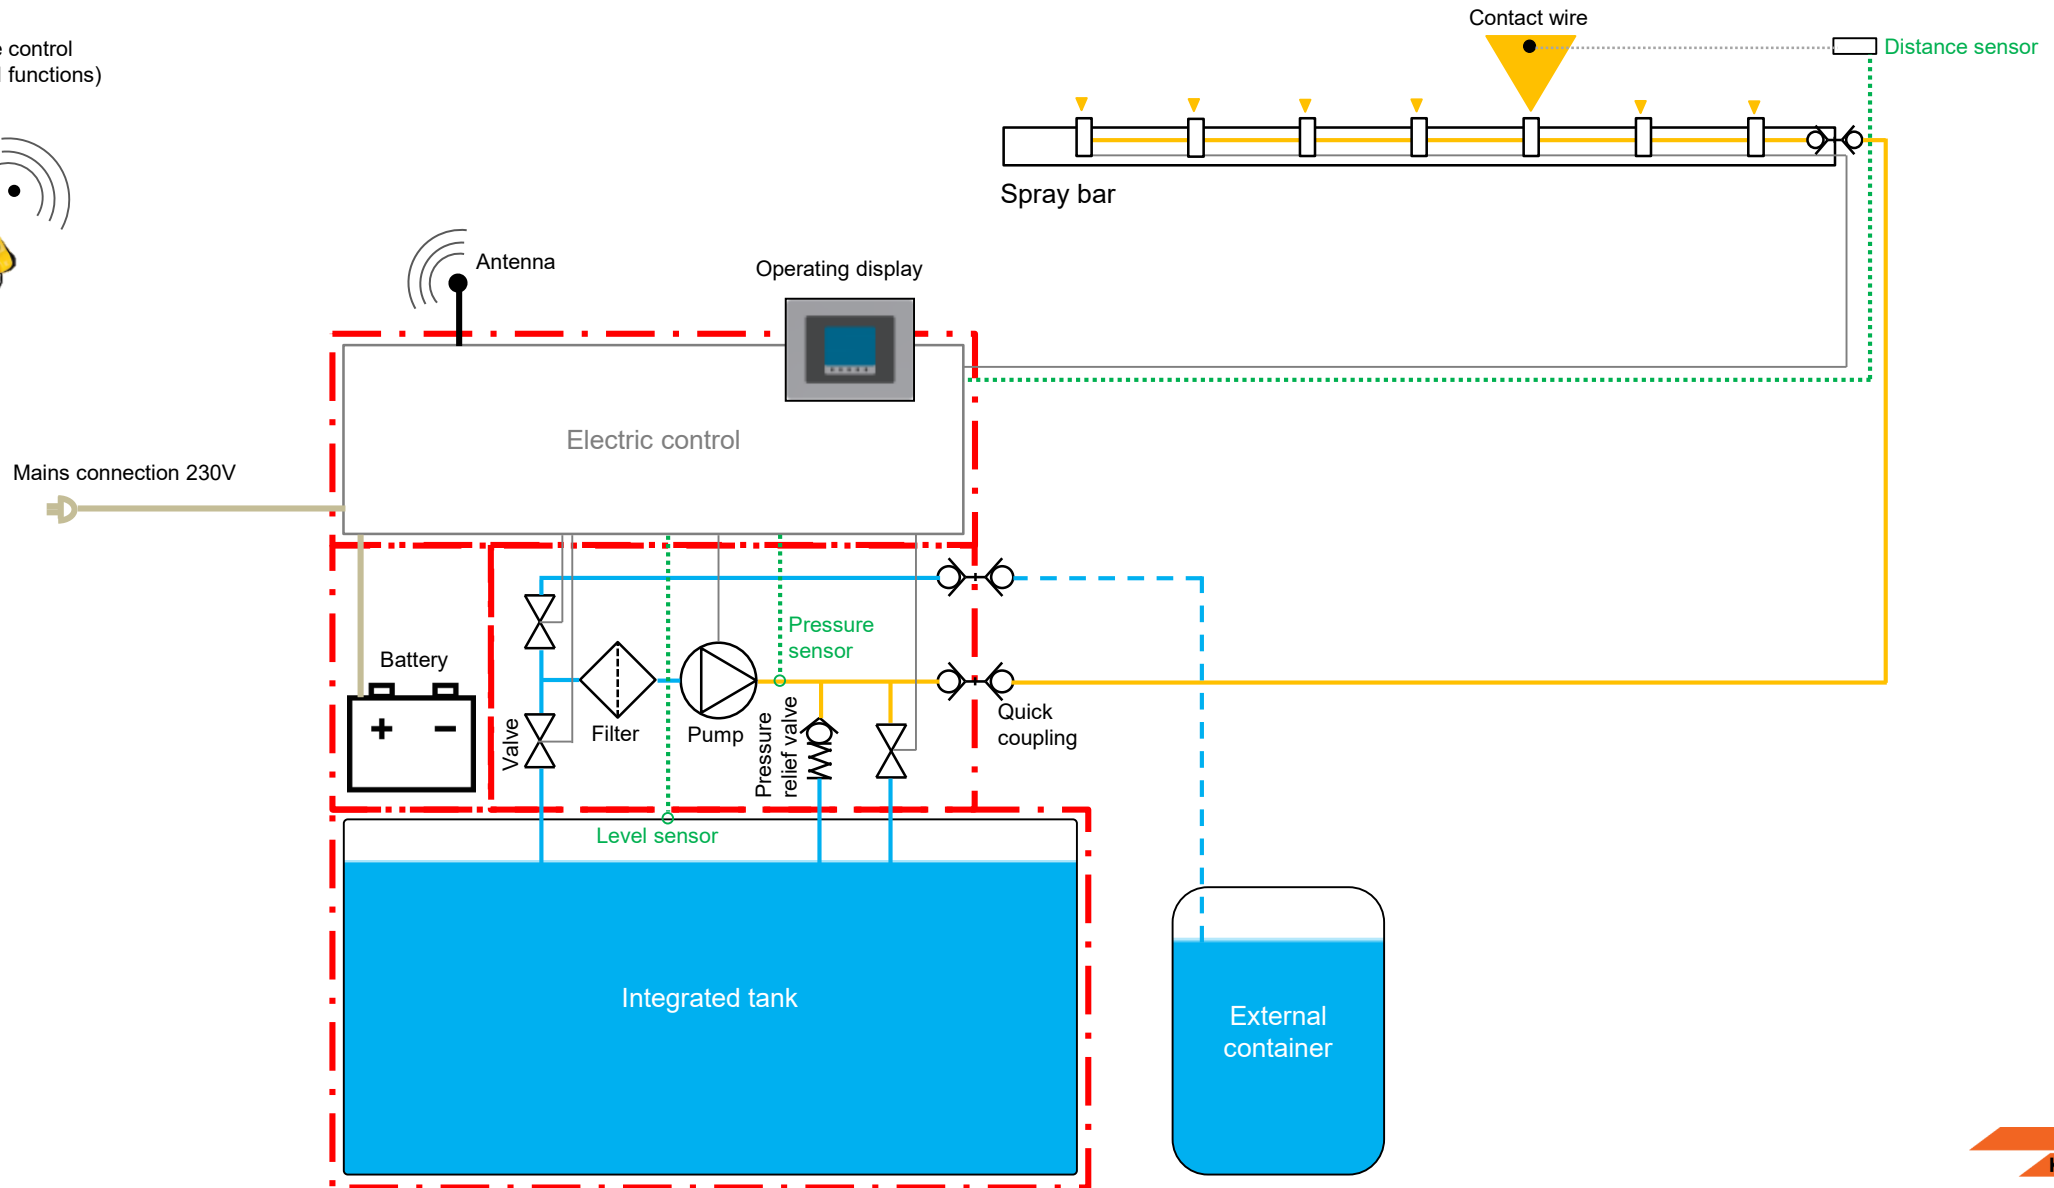 Contact wire
Distance sensor
control
functions)
Spray bar
Antenna
Operating display
Electric control
Mains connection 230V
Pressure
sensor
Battery
+ −
Valve
Filter
Pump
Pressure
relief valve
Quick
coupling
Level sensor
Integrated tank
External
container